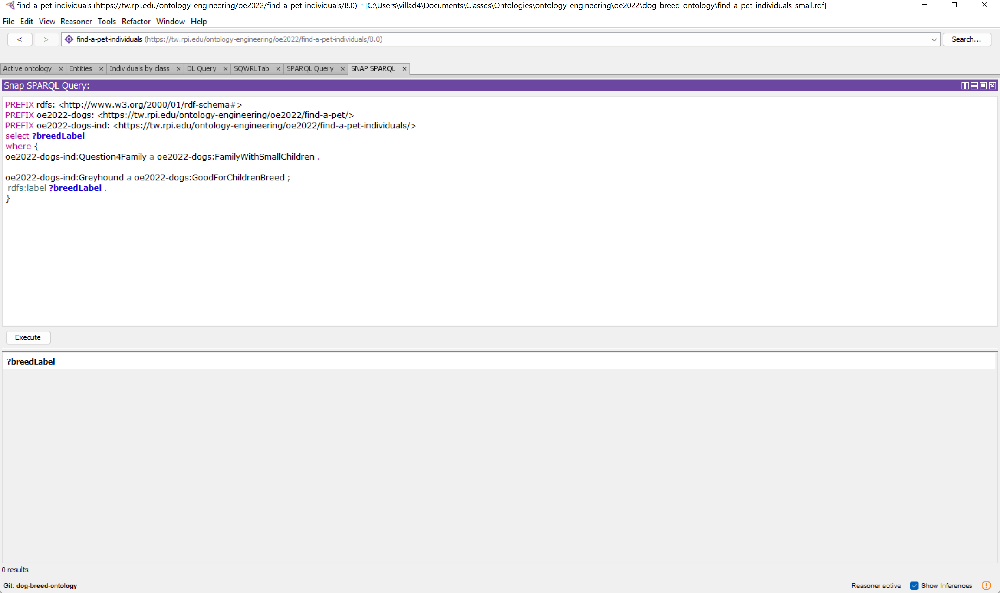 find-a-pet-individuals (https://tw.rpi.edu/ontology-engineering/oe2022/find-a-pet-individuals/8.0) : [C:\Users\villad4\Documents\Classes\Ontologies\ontology-engineering\oe2022\dog-breed-ontology\find-a-pet-individuals-small.rdf]
File Edit View Reasoner Tools Refactor Window Help
< > find-a-pet-individuals (https://tw.rpi.edu/ontology-engineering/oe2022/find-a-pet-individuals/8.0) Search...
Active ontology × Entities × Individuals by class × DL Query × SQWRLTab × SPARQL Query × SNAP SPARQL ×
Snap SPARQL Query:
PREFIX rdfs: <http://www.w3.org/2000/01/rdf-schema#>
PREFIX oe2022-dogs: <https://tw.rpi.edu/ontology-engineering/oe2022/find-a-pet/>
PREFIX oe2022-dogs-ind: <https://tw.rpi.edu/ontology-engineering/oe2022/find-a-pet-individuals/>
select ?breedLabel
where {
oe2022-dogs-ind:Question4Family a oe2022-dogs:FamilyWithSmallChildren .
oe2022-dogs-ind:Greyhound a oe2022-dogs:GoodForChildrenBreed ;
rdfs:label ?breedLabel .
}
Execute
?breedLabel
0 results
Git: dog-breed-ontology Reasoner active Show Inferences